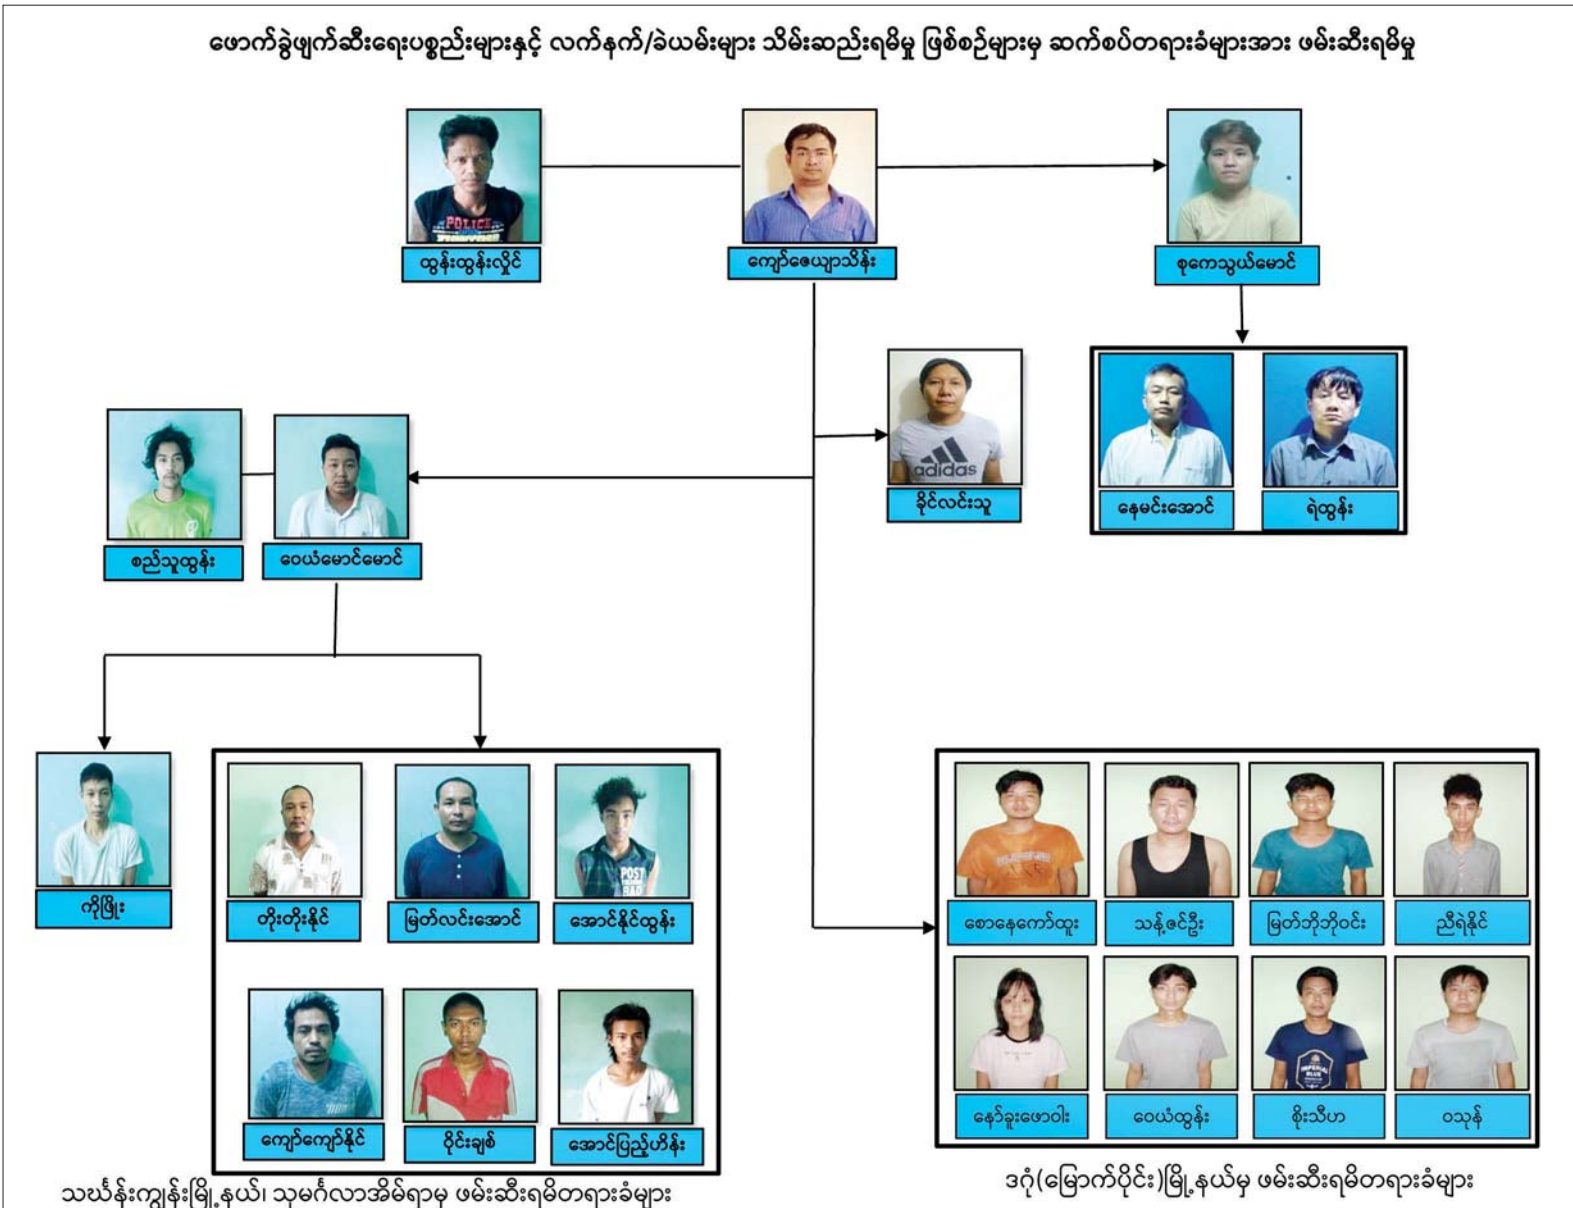 ဖောက်ခွဲဖျက်ဆီးရေးပစ္စည်းများနှင့် လက်နက်/ခဲယမ်းများ သိမ်းဆည်းရမိမှု ဖြစ်စဉ်များမှ ဆက်စပ်တရားခံများအား ဖမ်းဆီးရမိမှု
POLICE
ထွန်းထွန်းလှိုင်
ကျော်ဇေယျာသိန်း
စုကေသွယ်မောင်
adidas
ခိုင်လင်းသူ
နေမင်းအောင်
ရဲထွန်း
စည်သူထွန်း
ဝေယံမောင်မောင်
ကိုဖြိုး
POST
BAD
တိုးတိုးနိုင်
မြတ်လင်းအောင်
အောင်နိုင်ထွန်း
ကျော်ကျော်နိုင်
ဝိုင်းချစ်
အောင်ပြည့်ဟိန်း
သင်္ဃန်းကျွန်းမြို့နယ်၊ သုမင်္ဂလာအိမ်ရာမှ ဖမ်းဆီးရမိတရားခံများ
စောနေကော်ထူး
သန့်ဇင်ဦး
မြတ်ဘိုဘိုဝင်း
ညီရဲနိုင်
IMPERIAL
BLUE
နော်ခူးဖောဝါး
ဝေယံထွန်း
စိုးသီဟ
ဝသုန်
ဒဂုံ(မြောက်ပိုင်း)မြို့နယ်မှ ဖမ်းဆီးရမိတရားခံများ